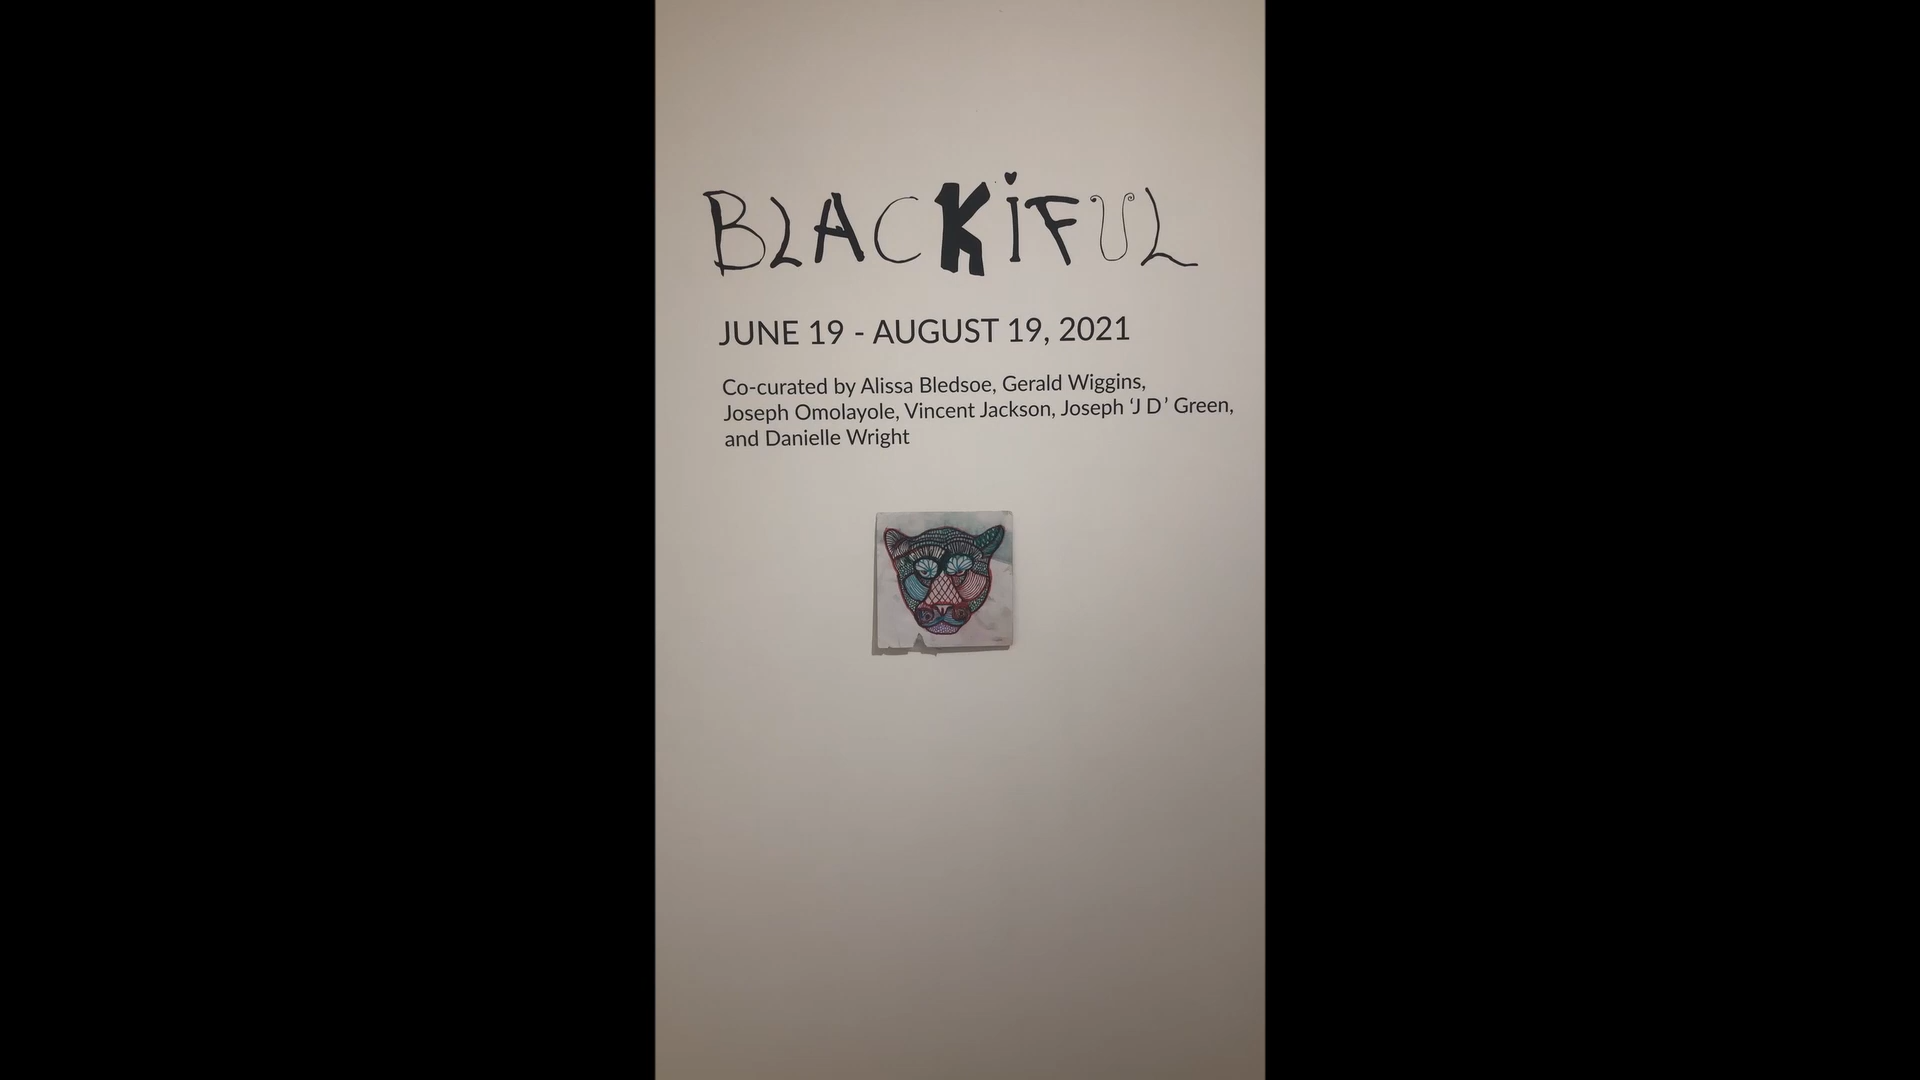 BLACKiFUL
JUNE 19 - AUGUST 19, 2021
Co-curated by Alissa Bledsoe, Gerald Wiggins,
Joseph Omolayole, Vincent Jackson, Joseph ‘J D’ Green,
and Danielle Wright